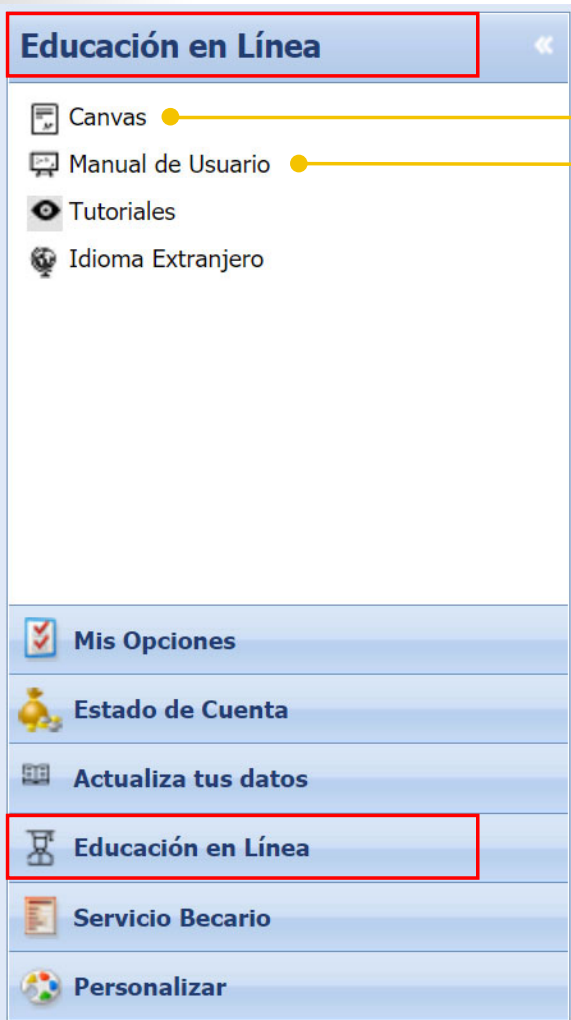 Educación en Línea
Canvas
Manual de Usuario
Tutoriales
Idioma Extranjero
Mis Opciones
Estado de Cuenta
Actualiza tus datos
Educación en Línea
Servicio Becario
Personalizar